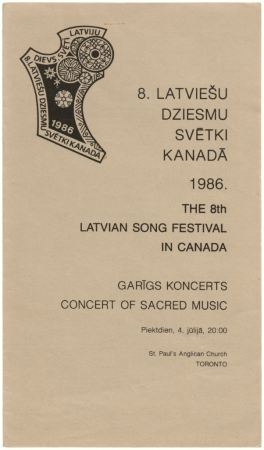 DIEVS SVĒTĪ LATVIJU
8. LATVIEŠU DZIESMU
SVĒTKI KANADĀ
1986
8. LATVIEŠU
DZIESMU
SVĒTKI
KANADĀ
1986.
THE 8th
LATVIAN SONG FESTIVAL
IN CANADA
GARĪGS KONCERTS
CONCERT OF SACRED MUSIC
Piektdien, 4. jūlijā, 20:00
St. Paul's Anglican Church
TORONTO